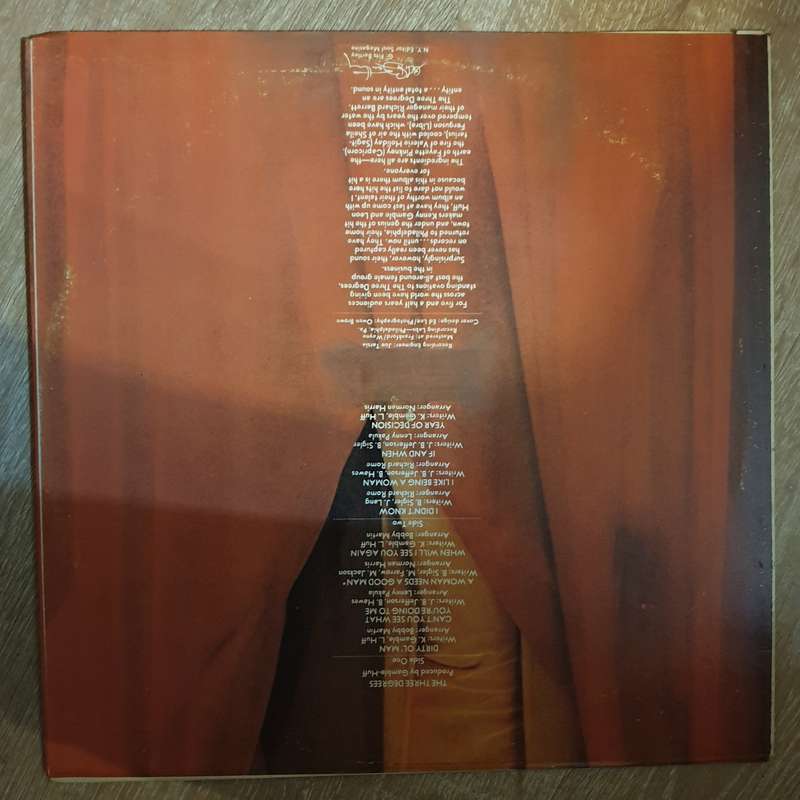 THE THREE DEGREES
Produced by Gamble-Huff
Side One
DIRTY OL' MAN
Writers: K. Gamble, L. Huff
Arranger: Bobby Martin
CAN'T YOU SEE WHAT
YOU'RE DOING TO ME
Writers: B. J. Jefferson, B. Hawes
Arranger: Lenny Pakula
A WOMAN NEEDS A GOOD MAN*
Writers: B. Sigler, M. Farrow, M. Jackson
Arranger: Norman Harris
WHEN WILL I SEE YOU AGAIN
Writers: K. Gamble, L. Huff
Arranger: Bobby Martin
Side Two
I DIDN'T KNOW
Writers: B. Sigler, J. Lang
Arranger: Richard Rome
I LIKE BEING A WOMAN
Writers: B. J. Jefferson, B. Hawes
Arranger: Richard Rome
IF AND WHEN
Writers: B. J. Jefferson, B. Sigler
Arranger: Lenny Pakula
YEAR OF DECISION
Writers: K. Gamble, L. Huff
Arranger: Norman Harris
Recording Engineer: Joe Tarsia
Mastered at: Frankford/Wayne
Recording Labs—Philadelphia, Pa.
Cover design: Ed Lee/Photography: Owen Brown
For five and a half years audiences
across the world have been giving
standing ovations to The Three Degrees,
the best all-around female group
in the business.
Surprisingly, however, their sound
has never been really captured
on records . . . until now. They have
returned to Philadelphia, their home
town, and under the genius of the hit
makers Kenny Gamble and Leon
Huff, they have at last come up with
an album worthy of their talent. I
would not dare to list the hits here
because in this album there is a hit
for everyone.
The ingredients are all here—the
earth of Fayette Pinkney (Capricorn),
the fire of Valerie Holiday (Sagit-
tarius), cooled with the air of Sheila
Ferguson (Libra), which have been
tempered over the years by the water
of their manager Richard Barrett.
The Three Degrees are an
entity . . . a total entity in sound.
G. Fitz Bartley
N.Y. Editor Soul Magazine